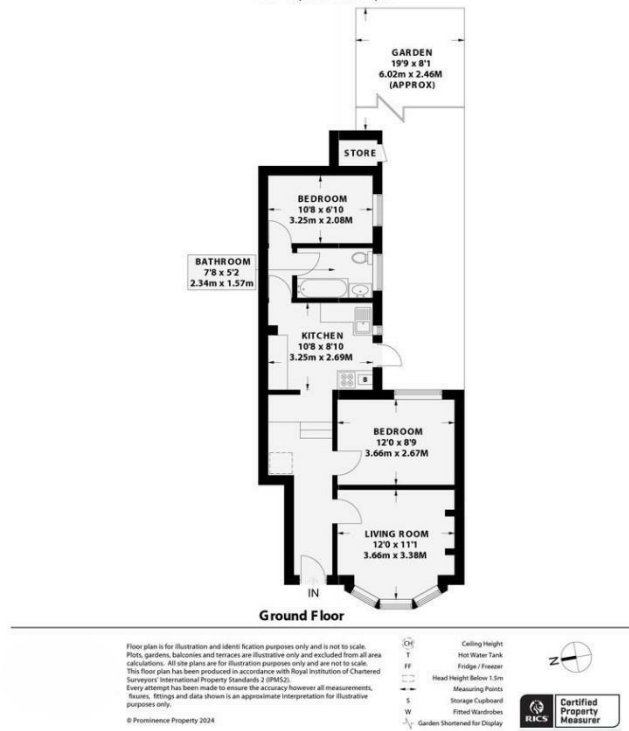 GARDEN
19'9 x 8'1
6.02m x 2.46M
(APPROX)
STORE
BEDROOM
10'8 x 6'10
3.25m x 2.08M
BATHROOM
7'8 x 5'2
2.34m x 1.57m
KITCHEN
10'8 x 8'10
3.25m x 2.69M
B
BEDROOM
12'0 x 8'9
3.66m x 2.67M
LIVING ROOM
12'0 x 11'1
3.66m x 3.38M
IN
Ground Floor
Floor plan is for illustration and identi fication purposes only and is not to scale.
Plots, gardens, balconies and terraces are illustrative only and excluded from all area
calculations. All site plans are for illustration purposes only and are not to scale.
This floor plan has been produced in accordance with Royal Institution of Chartered
Surveyors' International Property Standards 2 (IPMS2).
Every attempt has been made to ensure the accuracy however all measurements,
fixures, fittings and data shown is an approximate interpretation for illustrative
purposes only.
© Prominence Property 2024
CH Ceiling Height
T Hot Water Tank
FF Fridge / Freezer
Head Height Below 1.5m
Measuring Points
S Storage Cupboard
W Fitted Wardrobes
Garden Shortened for Display
N
RICS
Certified
Property
Measurer